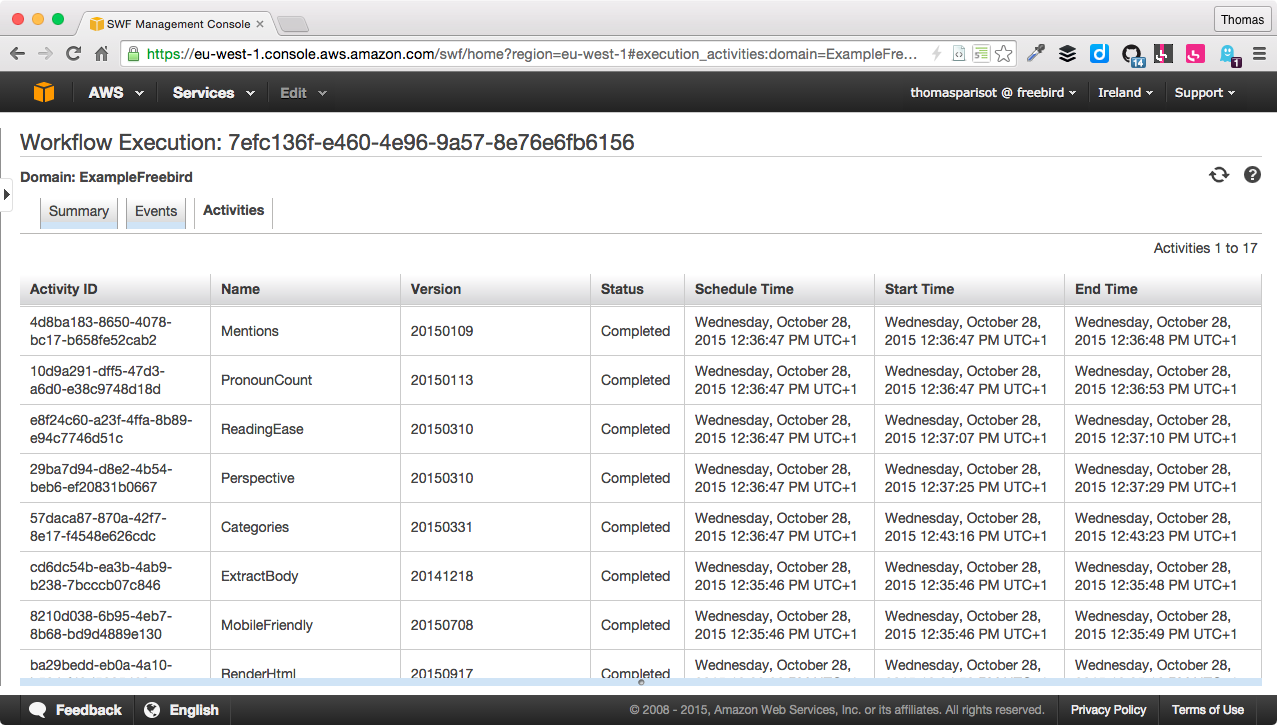 SWF Management Console
Thomas
https://eu-west-1.console.aws.amazon.com/swf/home?region=eu-west-1#execution_activities:domain=ExampleFre...
14
1
AWS Services Edit thomasparisot @ freebird Ireland Support
Workflow Execution: 7efc136f-e460-4e96-9a57-8e76e6fb6156
Domain: ExampleFreebird
Summary Events Activities
Activities 1 to 17
Activity ID Name Version Status Schedule Time Start Time End Time
4d8ba183-8650-4078- Wednesday, October 28, Wednesday, October 28, Wednesday, October 28,
Mentions 20150109 Completed
bc17-b658fe52cab2 2015 12:36:47 PM UTC+1 2015 12:36:47 PM UTC+1 2015 12:36:48 PM UTC+1
10d9a291-dff5-47d3- Wednesday, October 28, Wednesday, October 28, Wednesday, October 28,
PronounCount 20150113 Completed
a6d0-e38c9748d18d 2015 12:36:47 PM UTC+1 2015 12:36:47 PM UTC+1 2015 12:36:53 PM UTC+1
e8f24c60-a23f-4ffa-8b89- Wednesday, October 28, Wednesday, October 28, Wednesday, October 28,
ReadingEase 20150310 Completed
e94c7746d51c 2015 12:36:47 PM UTC+1 2015 12:37:07 PM UTC+1 2015 12:37:10 PM UTC+1
29ba7d94-d8e2-4b54- Wednesday, October 28, Wednesday, October 28, Wednesday, October 28,
Perspective 20150310 Completed
beb6-ef20831b0667 2015 12:36:47 PM UTC+1 2015 12:37:25 PM UTC+1 2015 12:37:29 PM UTC+1
57daca87-870a-42f7- Wednesday, October 28, Wednesday, October 28, Wednesday, October 28,
Categories 20150331 Completed
8e17-f4548e626cdc 2015 12:36:47 PM UTC+1 2015 12:43:16 PM UTC+1 2015 12:43:23 PM UTC+1
cd6dc54b-ea3b-4ab9- Wednesday, October 28, Wednesday, October 28, Wednesday, October 28,
ExtractBody 20141218 Completed
b238-7bcccb07c846 2015 12:35:46 PM UTC+1 2015 12:35:46 PM UTC+1 2015 12:35:48 PM UTC+1
8210d038-6b95-4eb7- Wednesday, October 28, Wednesday, October 28, Wednesday, October 28,
MobileFriendly 20150708 Completed
8b68-bd9d4889e130 2015 12:35:46 PM UTC+1 2015 12:35:46 PM UTC+1 2015 12:35:49 PM UTC+1
ba29bedd-eb0a-4a10- Wednesday, October 28, Wednesday, October 28, Wednesday, October 28,
RenderHtml 20150917 Completed
Feedback English © 2008 - 2015, Amazon Web Services, Inc. or its affiliates. All rights reserved. Privacy Policy Terms of Use